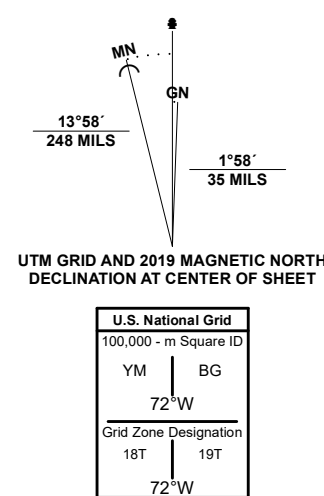 MN
GN
13°58´
248 MILS
1°58´
35 MILS
UTM GRID AND 2019 MAGNETIC NORTH
DECLINATION AT CENTER OF SHEET
U.S. National Grid
100,000 - m Square ID
YM BG
72°W
Grid Zone Designation
18T 19T
72°W